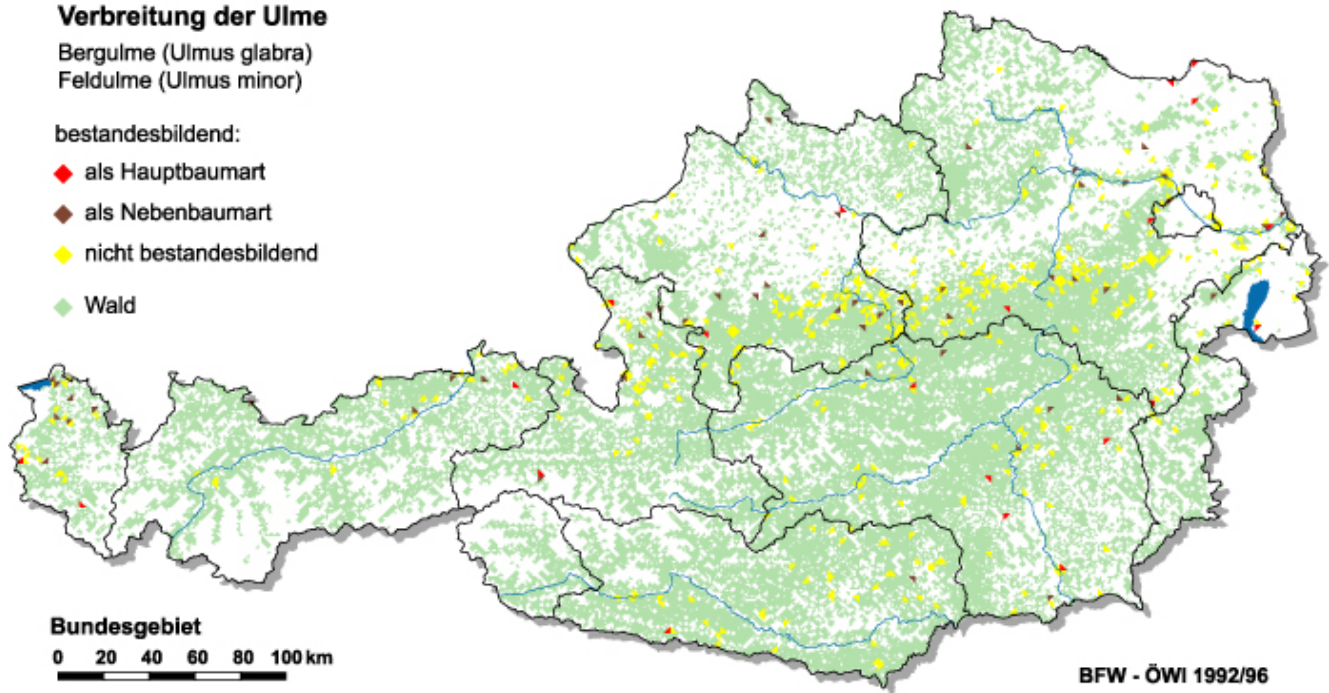 Verbreitung der Ulme
Bergulme (Ulmus glabra)
Feldulme (Ulmus minor)
bestandesbildend:
als Hauptbaumart
als Nebenbaumart
nicht bestandesbildend
Wald
Bundesgebiet
0 20 40 60 80 100 km
BFW - ÖWI 1992/96